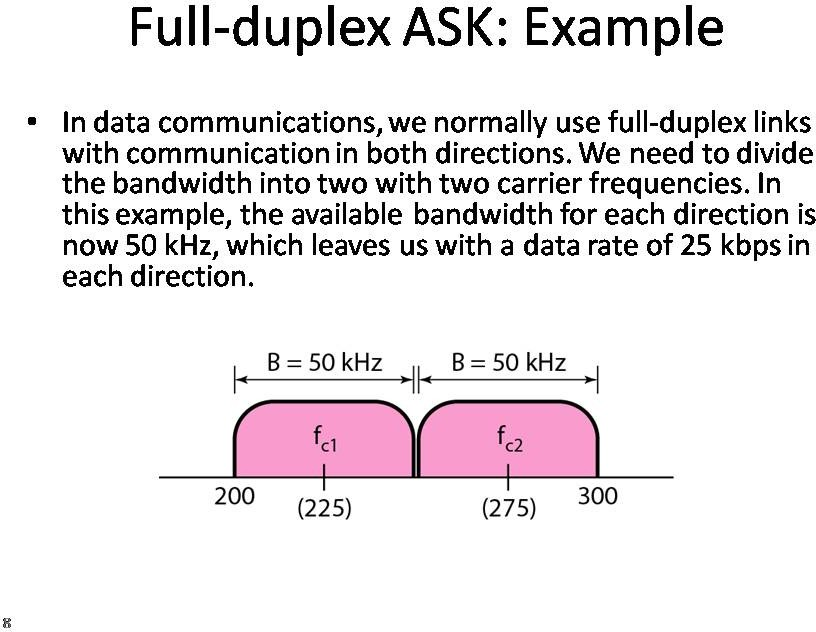 Full-duplex ASK: Example
• In data communications, we normally use full-duplex links
with communication in both directions. We need to divide
the bandwidth into two with two carrier frequencies. In
this example, the available bandwidth for each direction is
now 50 kHz, which leaves us with a data rate of 25 kbps in
each direction.
B = 50 kHz B = 50 kHz
fc1 fc2
200 (225) (275) 300
8